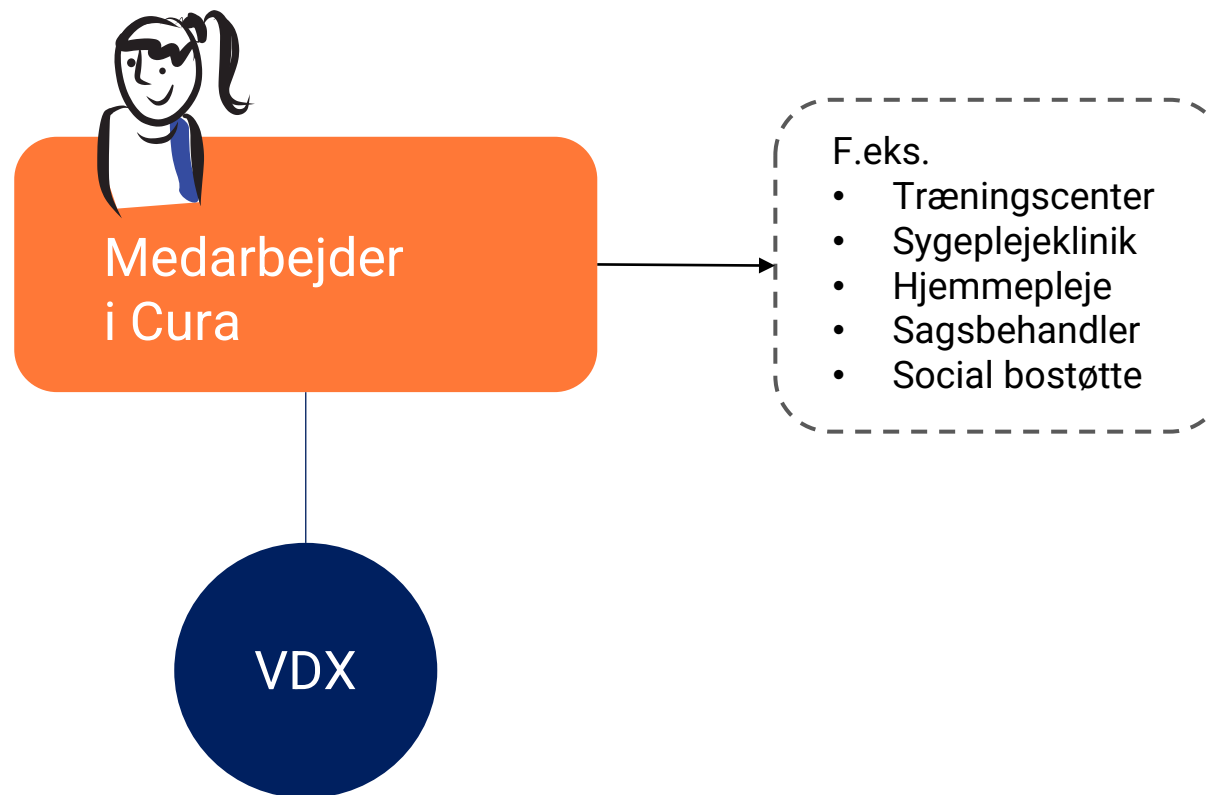 Medarbejder
i Cura
F.eks.
• Træningscenter
• Sygeplejeklinik
• Hjemmepleje
• Sagsbehandler
• Social bostøtte
VDX